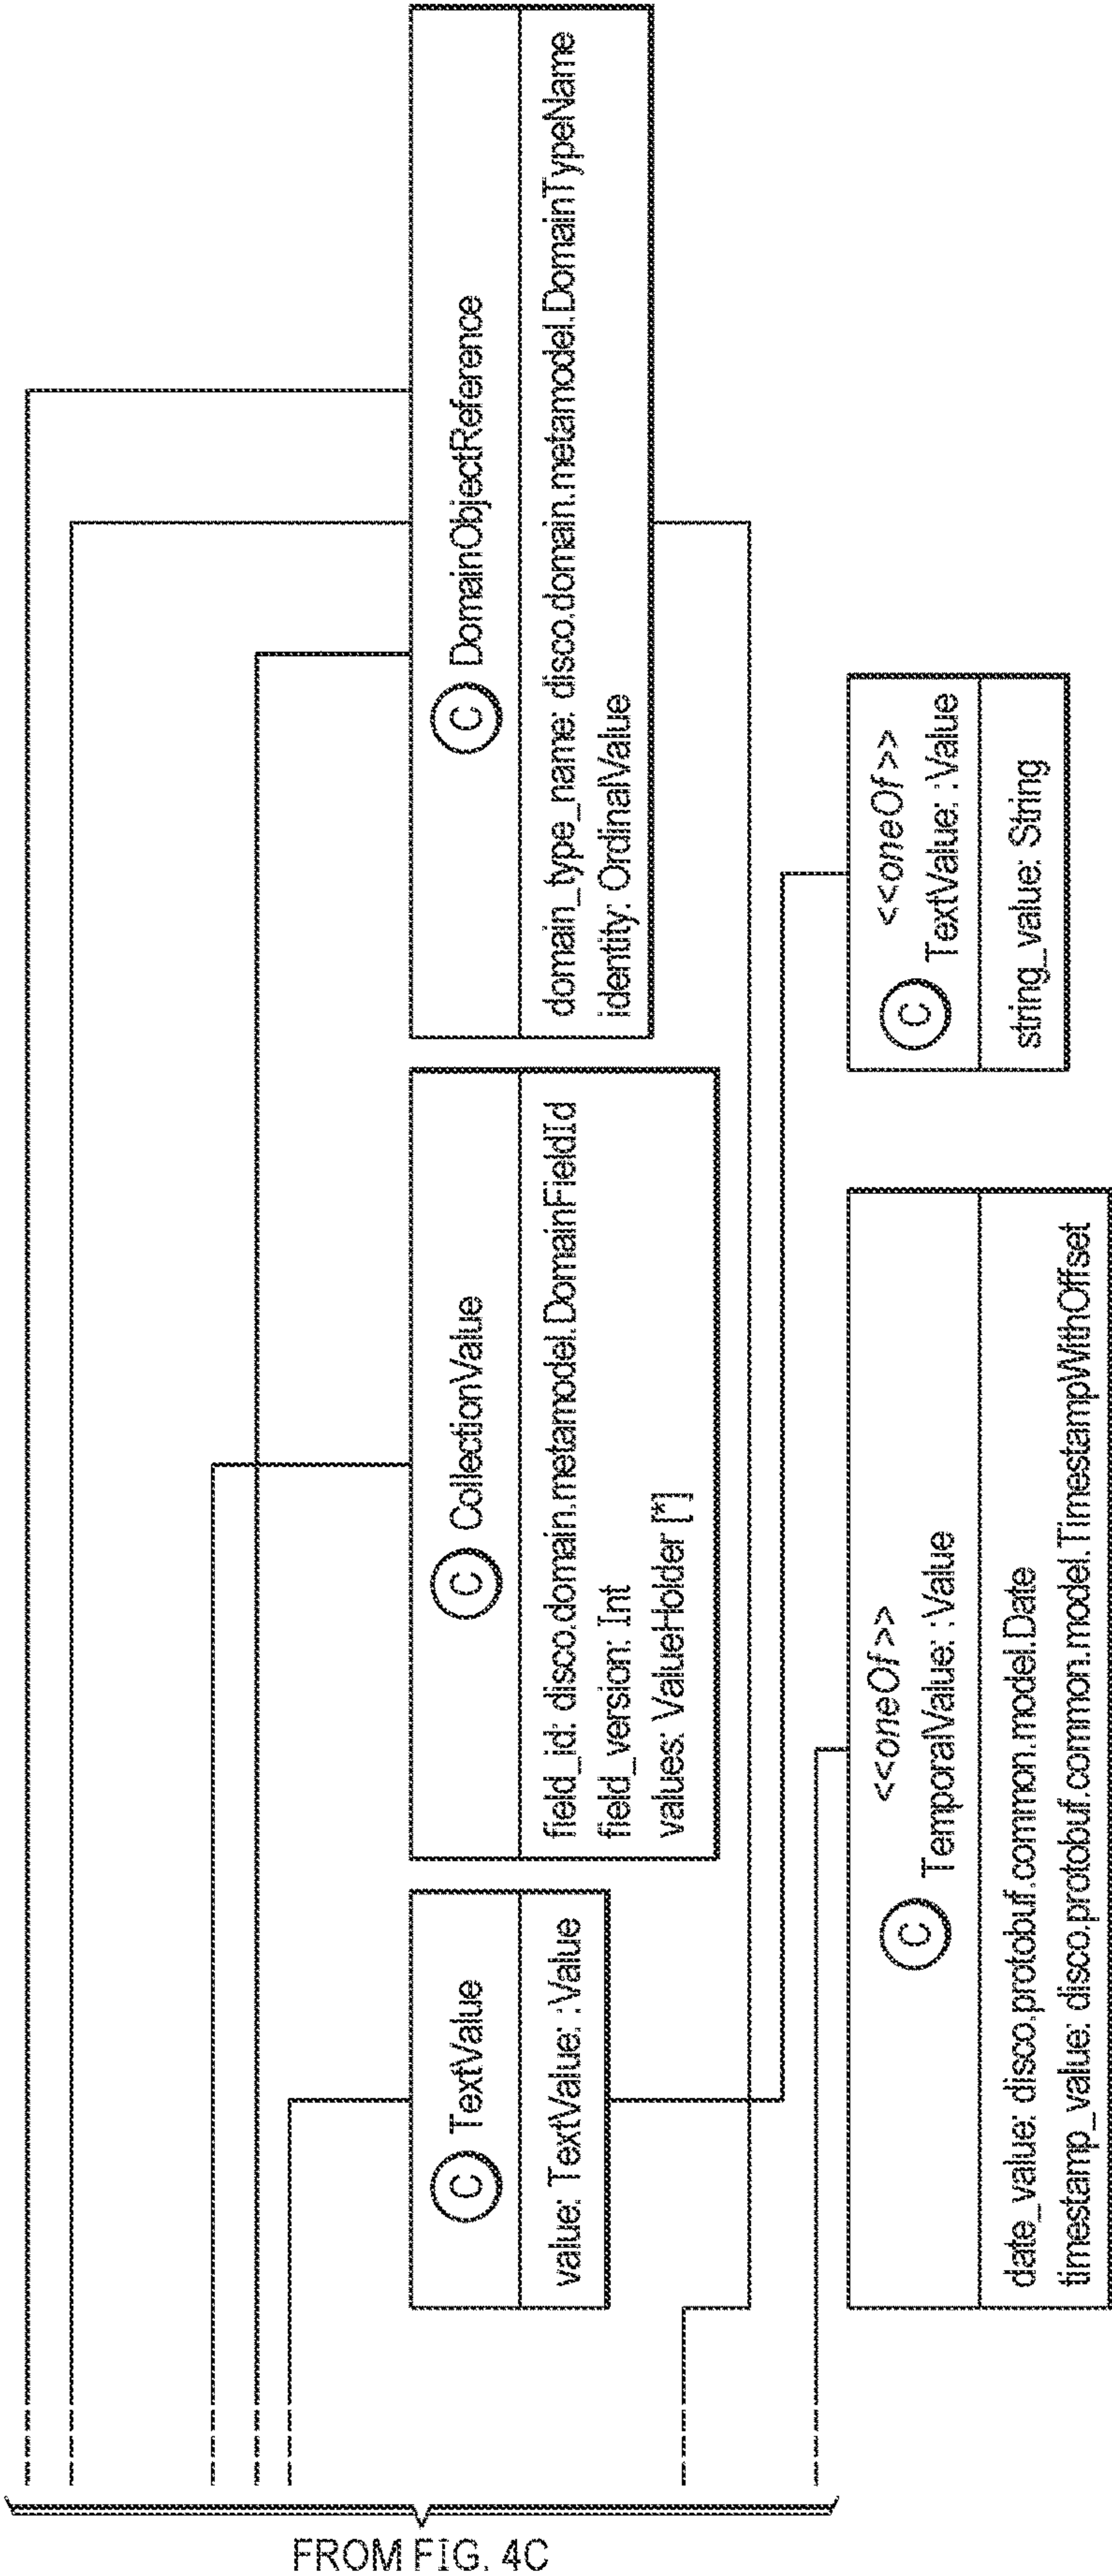 FROM FIG. 4C
C TextValue
value: TextValue: :Value
C CollectionValue
field_id: disco.domain.metamodel.DomainFieldId
field_version: Int
values: ValueHolder [*]
C DomainObjectReference
domain_type_name: disco.domain.metamodel.DomainTypeName
identity: OrdinalValue
<<oneOf>>
C TemporalValue: :Value
date_value: disco.protobuf.common.model.Date
timestamp_value: disco.protobuf.common.model.TimestampWithOffset
<<oneOf>>
C TextValue: :Value
string_value: String